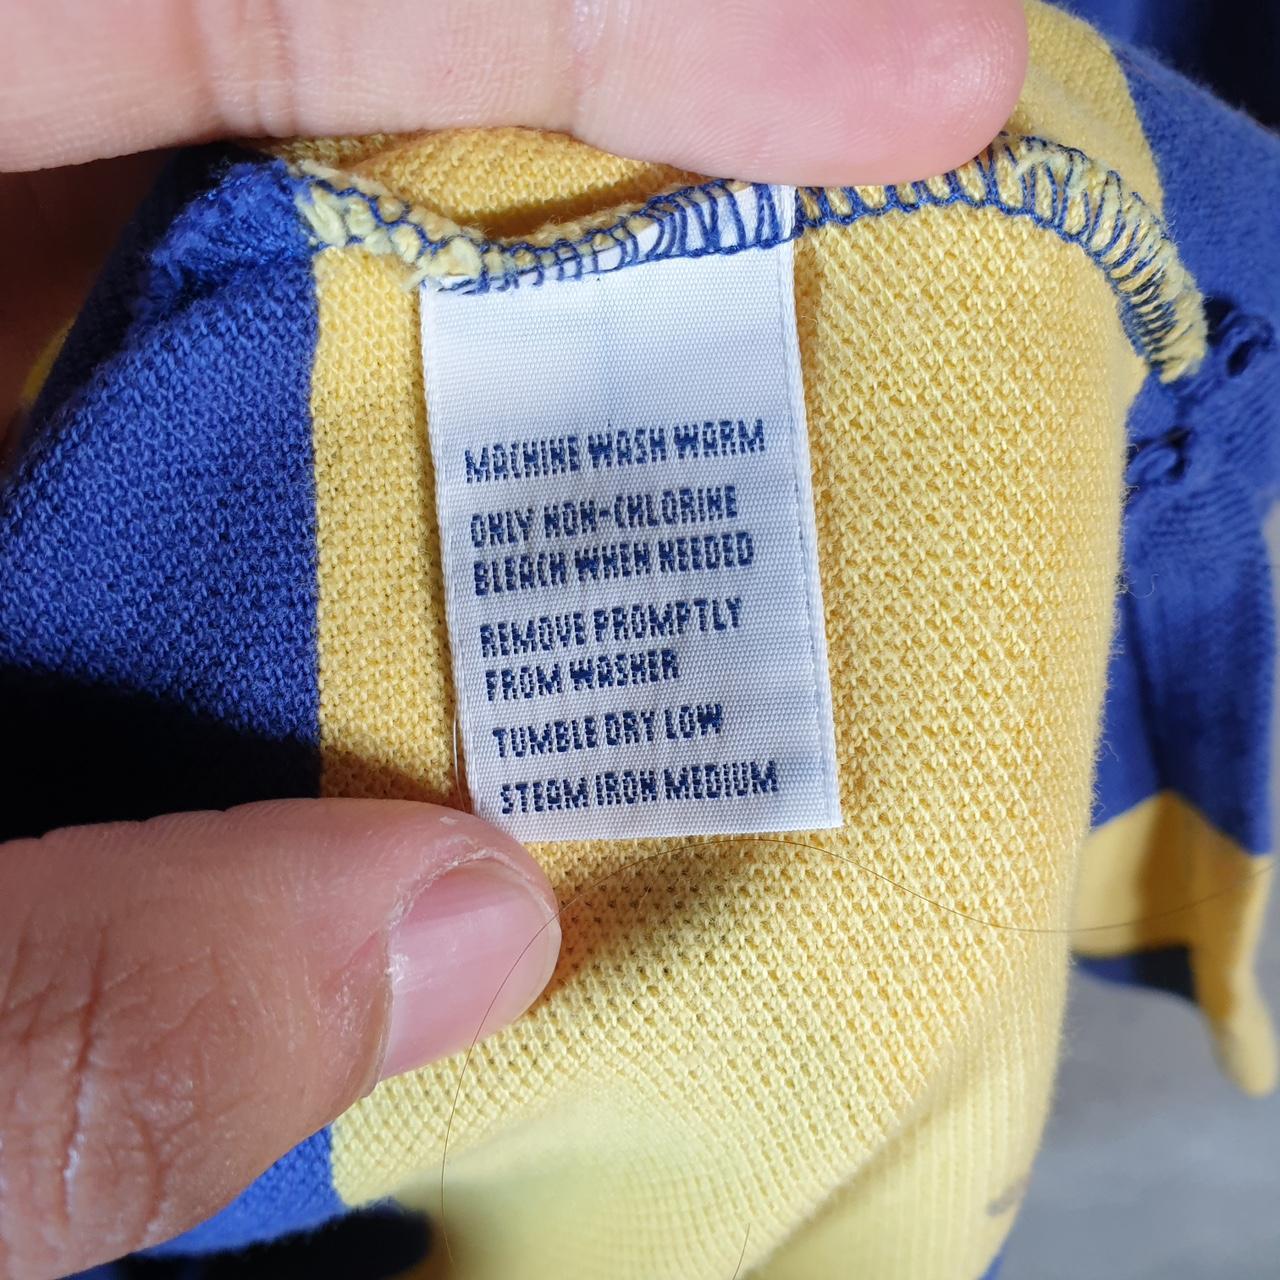 MACHINE WASH WARM
ONLY NON-CHLORINE
BLEACH WHEN NEEDED
REMOVE PROMPTLY
FROM WASHER
TUMBLE DRY LOW
STEAM IRON MEDIUM